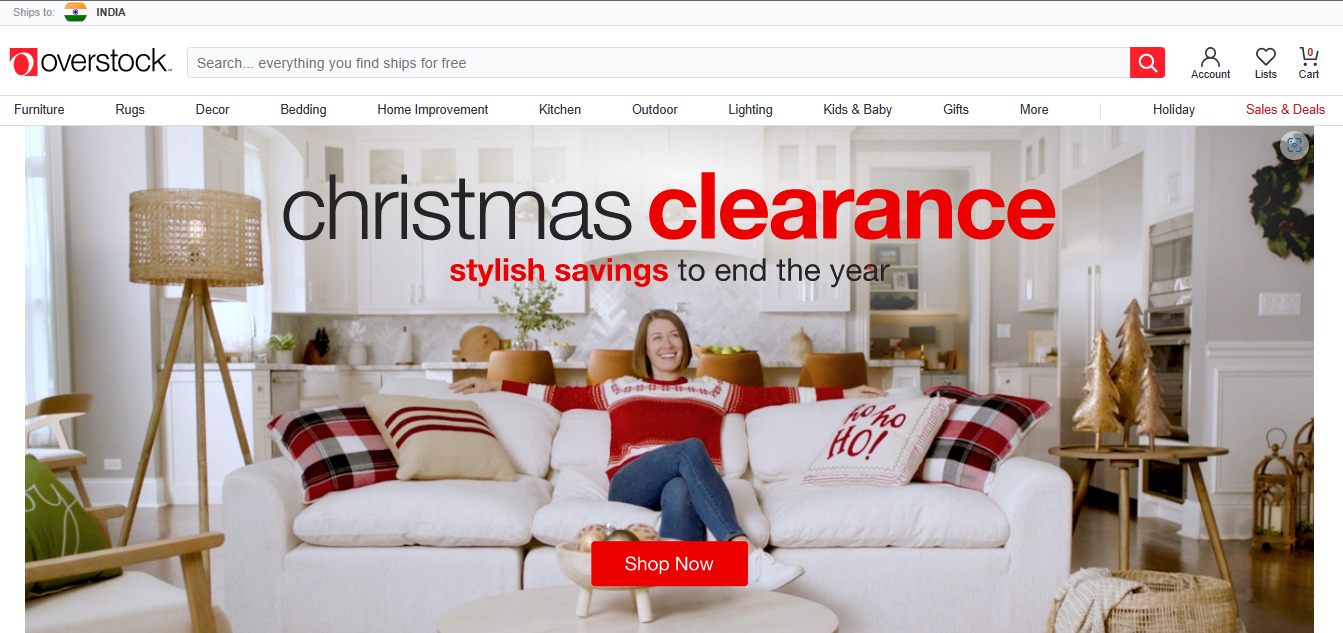 Ships to: INDIA
overstock™
Search... everything you find ships for free
Account
Lists
0
Cart
Furniture Rugs Decor Bedding Home Improvement Kitchen Outdoor Lighting Kids & Baby Gifts More Holiday Sales & Deals
christmas clearance
stylish savings to end the year
ho ho
HO!
Shop Now